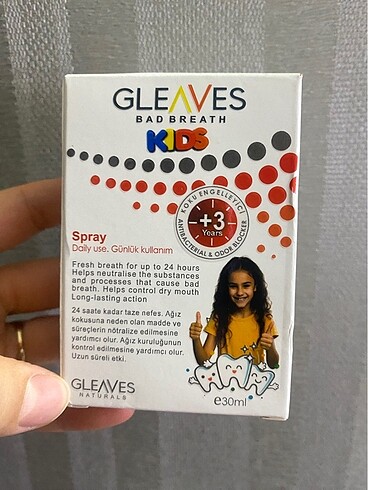 GLEAVES
BAD BREATH
KIDS
KOKU ENGELLEYİCİ
+3
Years
ANTIBACTERIAL & ODOR BLOCKER
Spray
Daily use. Günlük kullanım
Fresh breath for up to 24 hours
Helps neutralise the substances
and processes that cause bad
breath. Helps control dry mouth
Long-lasting action
24 saate kadar taze nefes. Ağız
kokusuna neden olan madde ve
süreçlerin nötralize edilmesine
yardımcı olur. Ağız kuruluğunun
kontrol edilmesine yardımcı olur.
Uzun süreli etki.
GLEAVES
NATURALS
e30ml